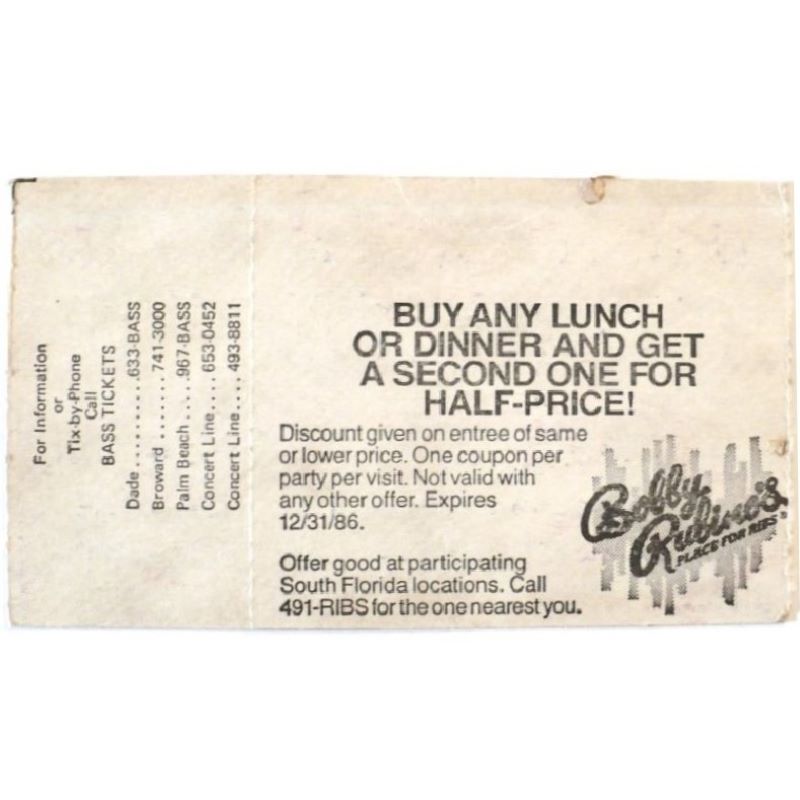 For Information
or
Tix-by-Phone
Call
BASS TICKETS
Dade..........633-BASS
Broward.......741-3000
Palm Beach.....967-BASS
Concert Line....653-0452
Concert Line....493-8811
BUY ANY LUNCH
OR DINNER AND GET
A SECOND ONE FOR
HALF-PRICE!
Discount given on entree of same
or lower price. One coupon per
party per visit. Not valid with
any other offer. Expires
12/31/86.
Offer good at participating
South Florida locations. Call
491-RIBS for the one nearest you.
Bobby
Rubino's
PLACE FOR RIBS